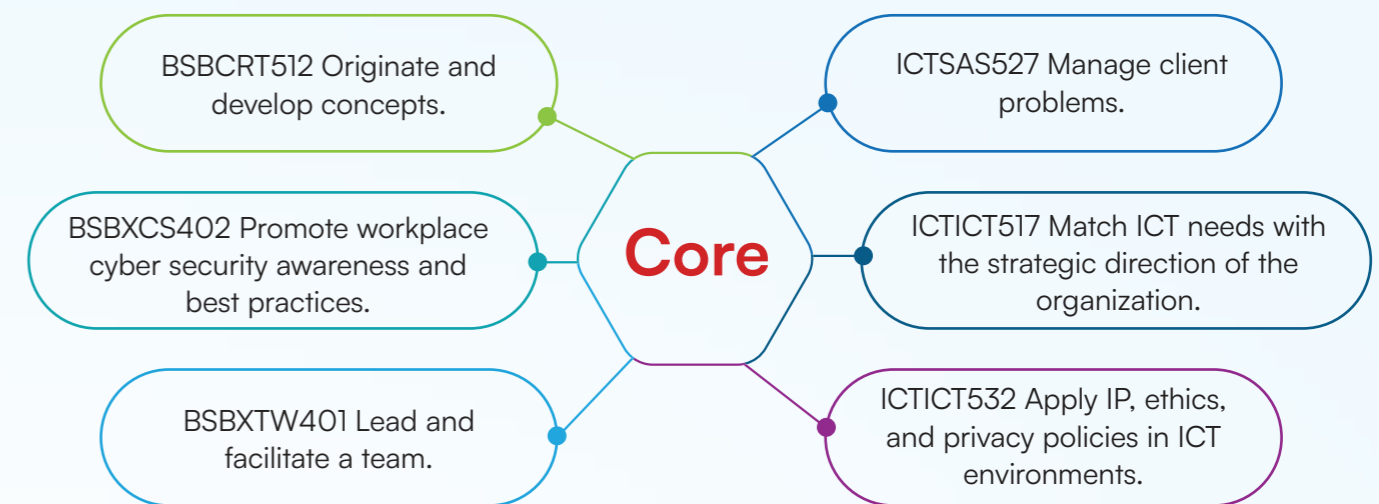 BSBCRT512 Originate and
develop concepts.
BSBXCS402 Promote workplace
cyber security awareness and
best practices.
BSBXTW401 Lead and
facilitate a team.
Core
ICTSAS527 Manage client
problems.
ICTICT517 Match ICT needs with
the strategic direction of the
organization.
ICTICT532 Apply IP, ethics,
and privacy policies in ICT
environments.